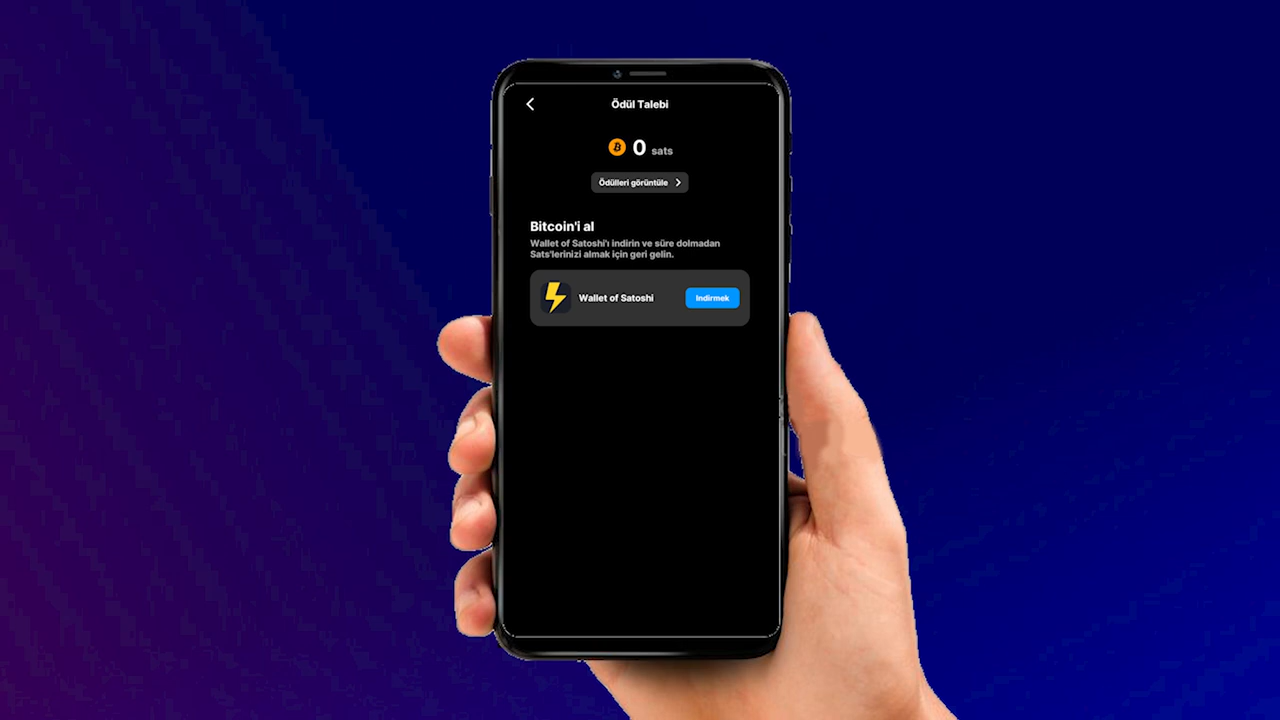 Ödül Talebi
0 sats
Ödülleri görüntüle
Bitcoin'i al
Wallet of Satoshi'ı indirin ve süre dolmadan
Sats'lerinizi almak için geri gelin.
Wallet of Satoshi
Indirmek